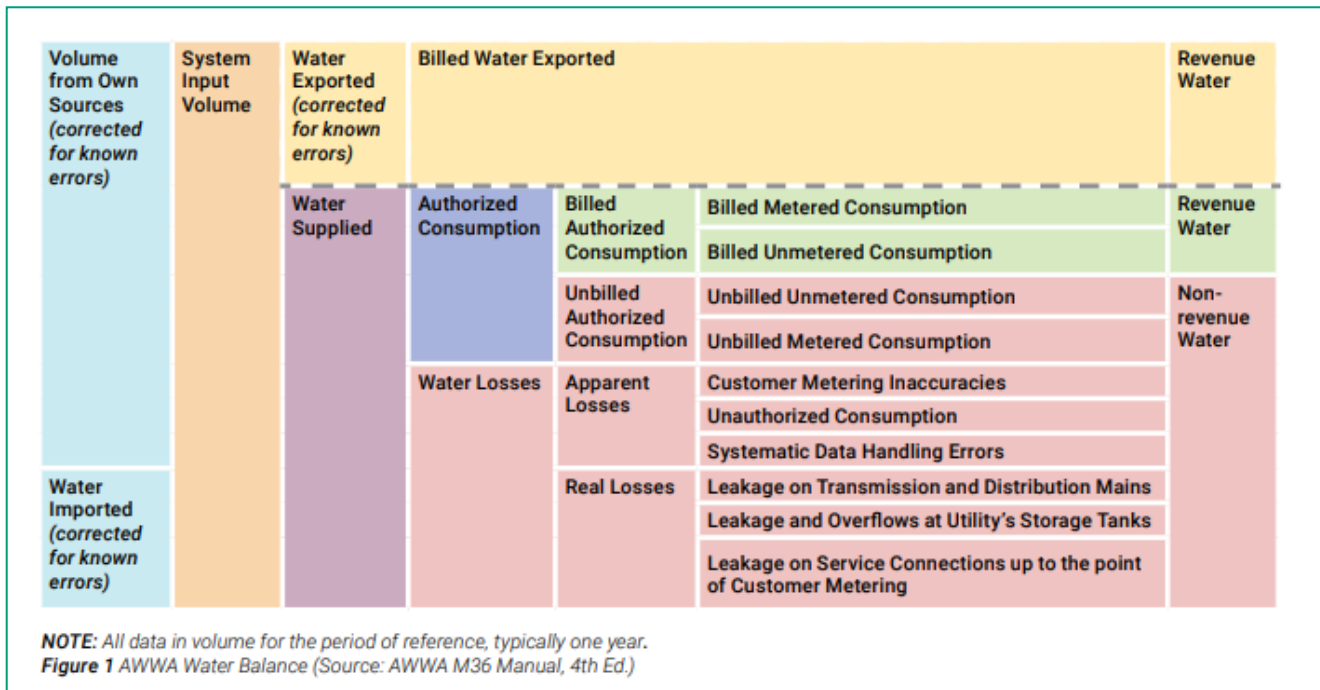 Volume
from Own
Sources
(corrected
for known
errors)
System
Input
Volume
Water
Exported
(corrected
for known
errors)
Billed Water Exported
Revenue
Water
Water
Supplied
Authorized
Consumption
Billed
Authorized
Consumption
Billed Metered Consumption
Billed Unmetered Consumption
Revenue
Water
Unbilled
Authorized
Consumption
Unbilled Unmetered Consumption
Unbilled Metered Consumption
Non-
revenue
Water
Water Losses
Apparent
Losses
Customer Metering Inaccuracies
Unauthorized Consumption
Systematic Data Handling Errors
Water
Imported
(corrected
for known
errors)
Real Losses
Leakage on Transmission and Distribution Mains
Leakage and Overflows at Utility's Storage Tanks
Leakage on Service Connections up to the point
of Customer Metering
NOTE: All data in volume for the period of reference, typically one year.
Figure 1 AWWA Water Balance (Source: AWWA M36 Manual, 4th Ed.)